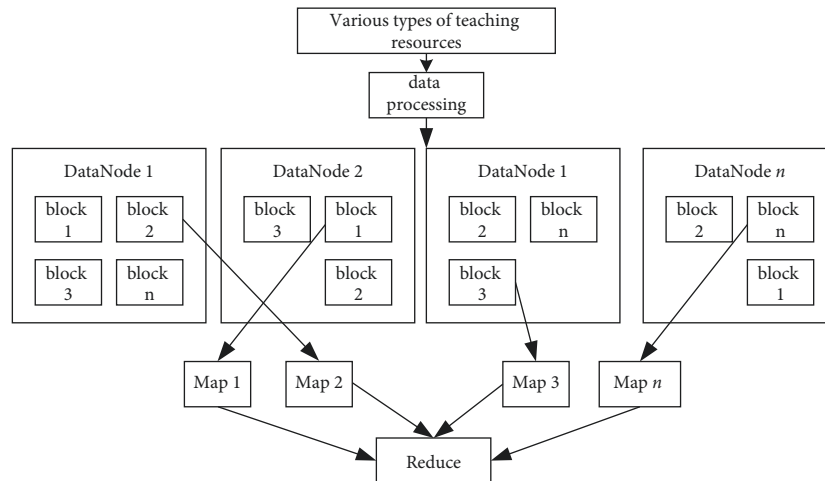 Various types of teaching
resources
data
processing
DataNode 1
block
1
block
2
block
3
block
n
DataNode 2
block
3
block
1
block
2
DataNode 1
block
2
block
n
block
3
DataNode n
block
2
block
n
block
1
Map 1
Map 2
Map 3
Map n
Reduce